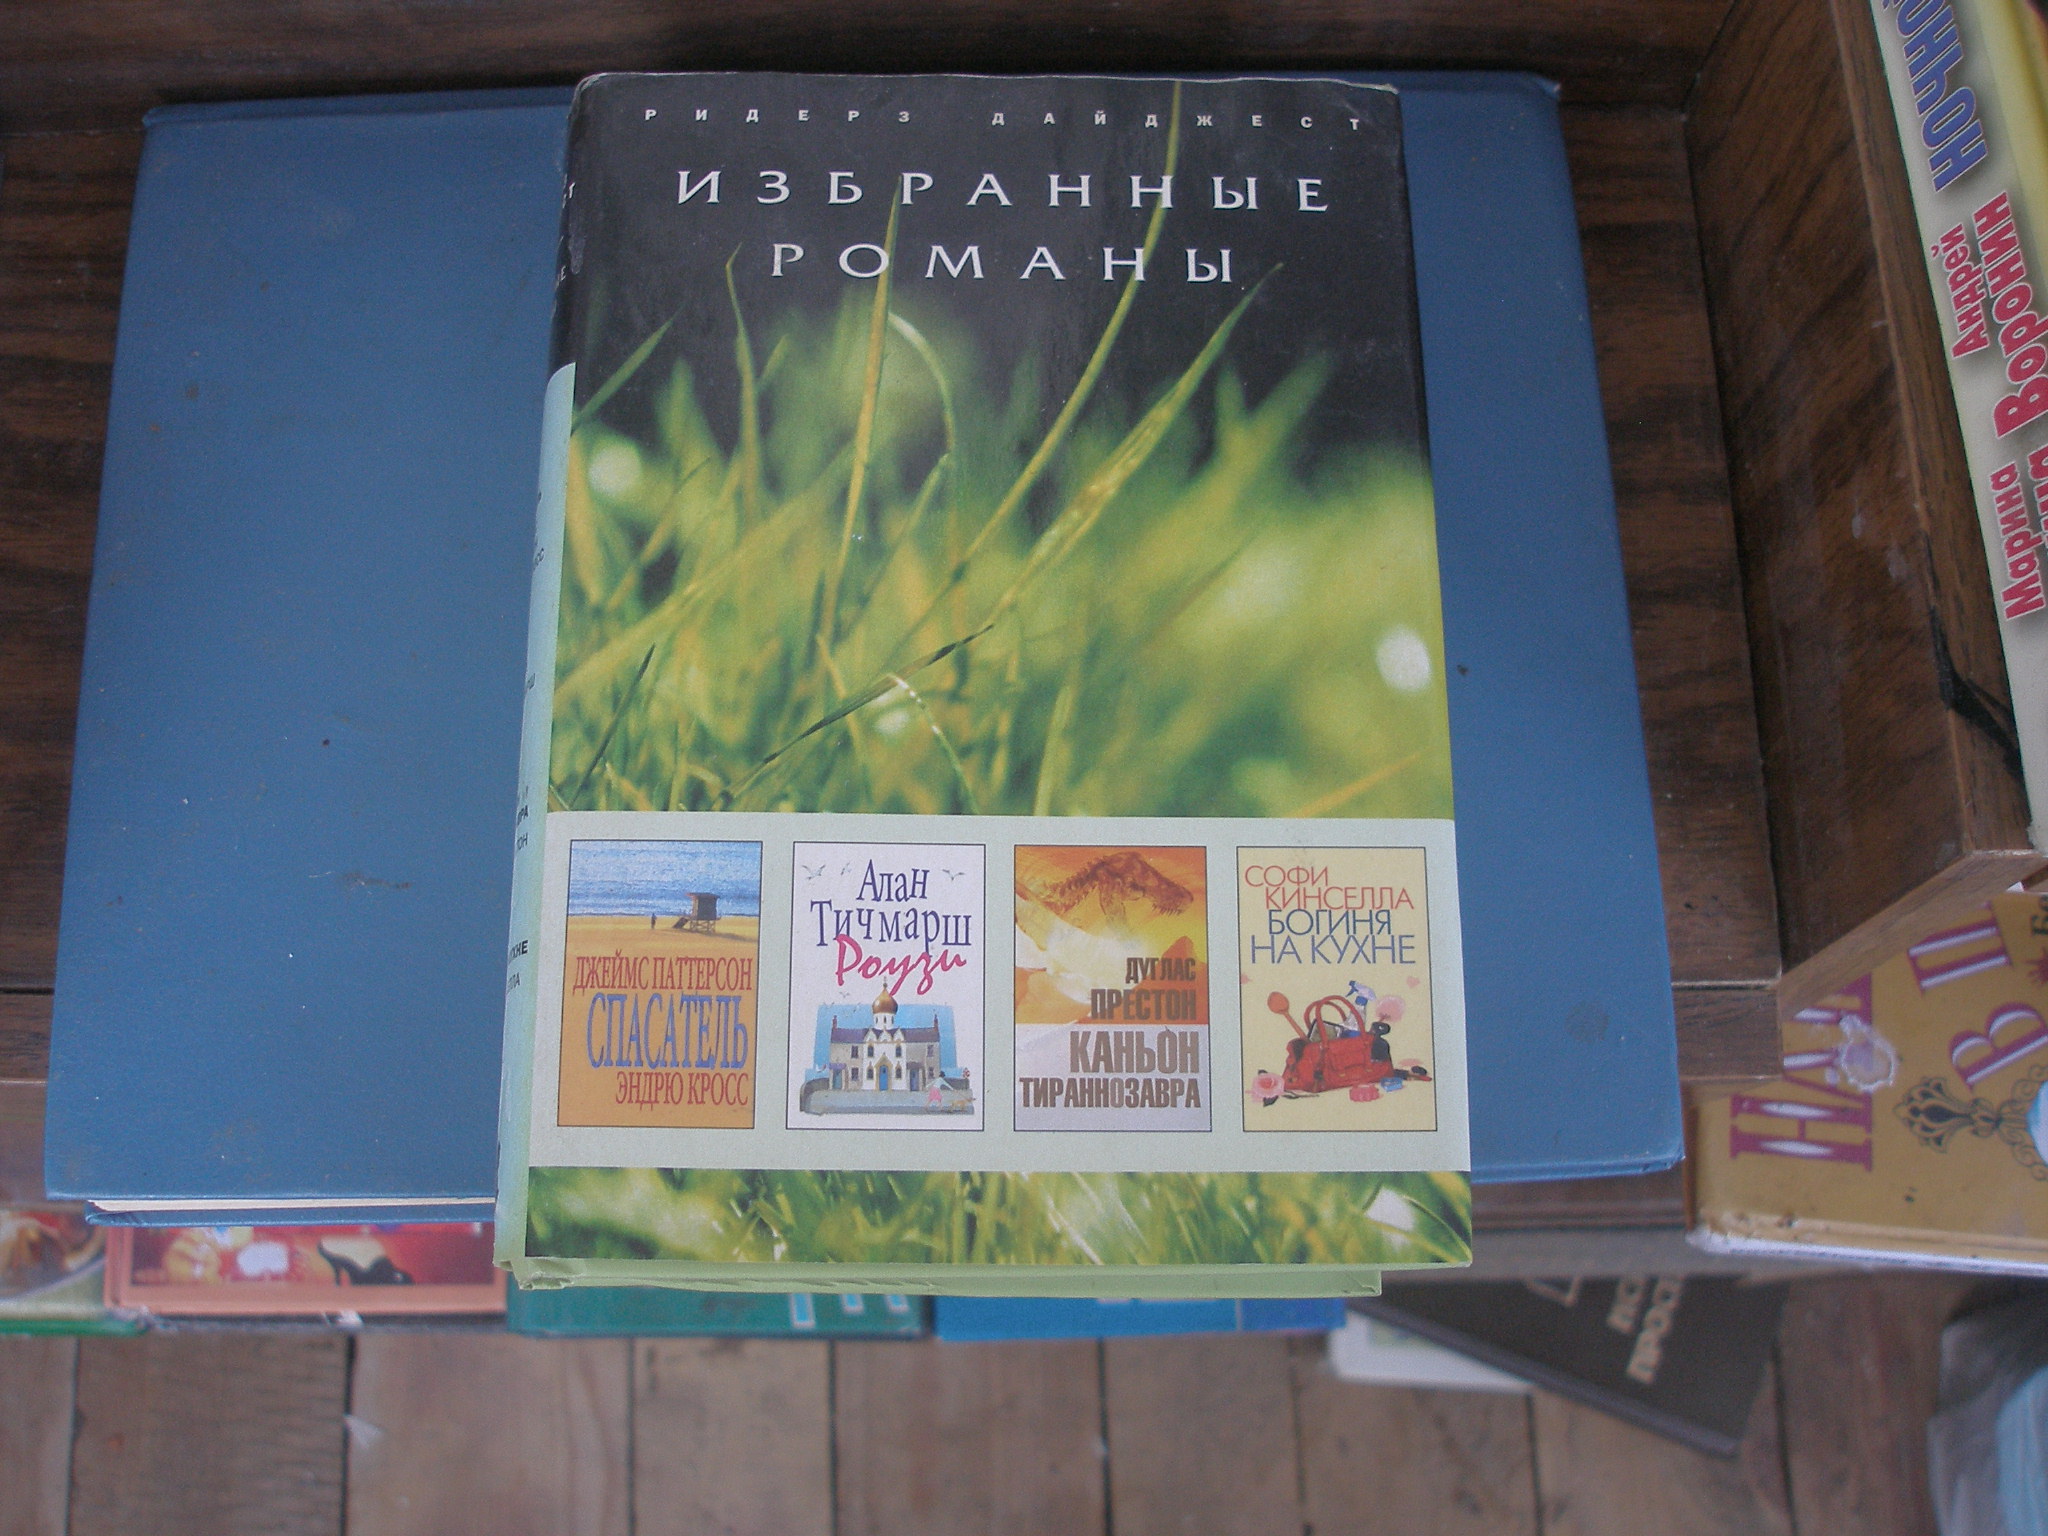 РИДЕРЗ ДАЙДЖЕСТ
ИЗБРАННЫЕ
РОМАНЫ
ДЖЕЙМС ПАТТЕРСОН
СПАСАТЕЛЬ
ЭНДРЮ КРОСС
Алан
Тичмарш
Роузи
ДУГЛАС
ПРЕСТОН
КАНЬОН
ТИРАННОЗАВРА
СОФИ
КИНСЕЛЛА
БОГИНЯ
НА КУХНЕ
Андрей Воронин
Марина